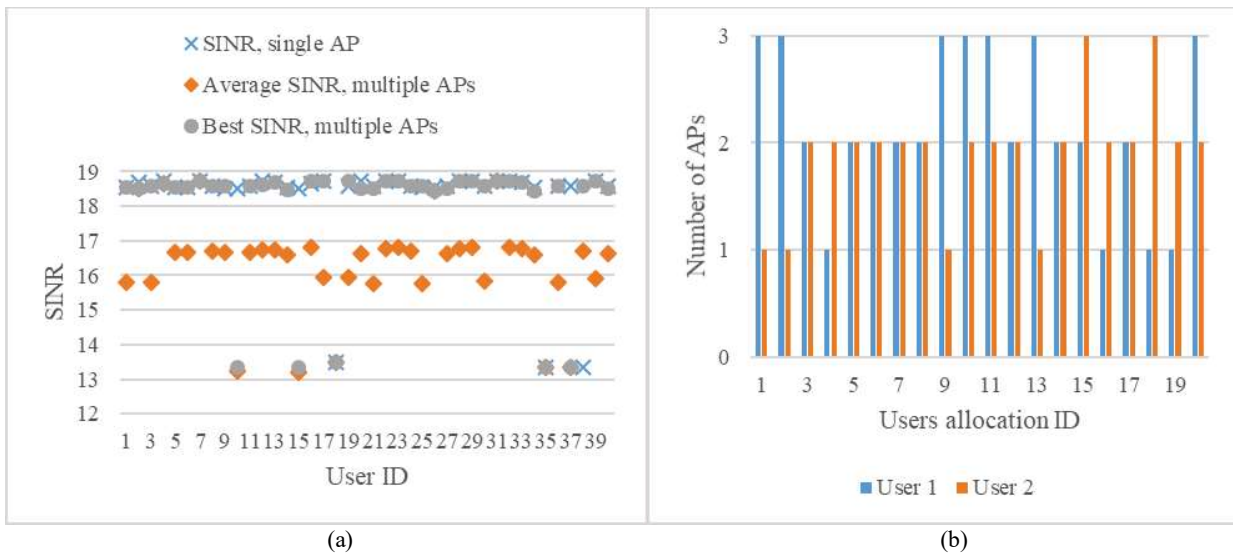 SINR, single AP
Average SINR, multiple APs
Best SINR, multiple APs
19
18
17
16
15
14
13
12
SINR
1 3 5 7 9 11 13 15 17 19 21 23 25 27 29 31 33 35 37 39
User ID
(a)
3
2
1
0
Number of APs
1 3 5 7 9 11 13 15 17 19
Users allocation ID
User 1 User 2
(b)